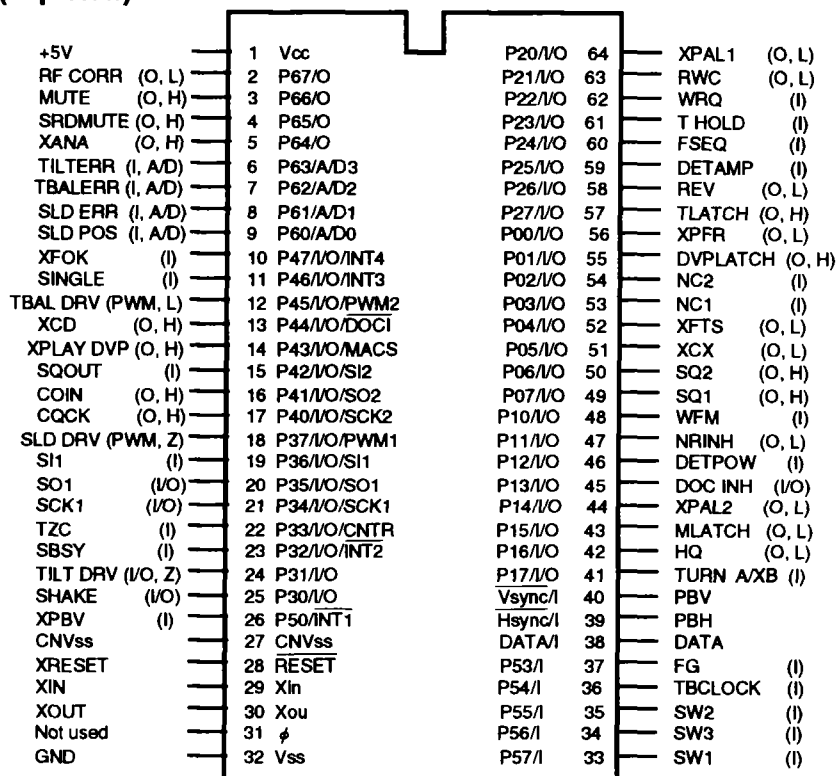 +5V 1 Vcc P20/I/O 64 XPAL1 (O, L)
RF CORR (O, L) 2 P67/O P21/I/O 63 RWC (O, L)
MUTE (O, H) 3 P66/O P22/I/O 62 WRQ (I)
SRDMUTE (O, H) 4 P65/O P23/I/O 61 T HOLD (I)
XANA (O, H) 5 P64/O P24/I/O 60 FSEQ (I)
TILTERR (I, A/D) 6 P63/A/D3 P25/I/O 59 DETAMP (I)
TBALERR (I, A/D) 7 P62/A/D2 P26/I/O 58 REV (O, L)
SLD ERR (I, A/D) 8 P61/A/D1 P27/I/O 57 TLATCH (O, H)
SLD POS (I, A/D) 9 P60/A/D0 P00/I/O 56 XPFR (O, L)
XFOK (I) 10 P47/I/O/INT4 P01/I/O 55 DVPLATCH (O, H)
SINGLE (I) 11 P46/I/O/INT3 P02/I/O 54 NC2 (I)
TBAL DRV (PWM, L) 12 P45/I/O/PWM2 P03/I/O 53 NC1 (I)
XCD (O, H) 13 P44/I/O/DOCI P04/I/O 52 XFTS (O, L)
XPLAY DVP (O, H) 14 P43/I/O/MACS P05/I/O 51 XCX (O, L)
SQOUT (I) 15 P42/I/O/SI2 P06/I/O 50 SQ2 (O, H)
COIN (O, H) 16 P41/I/O/SO2 P07/I/O 49 SQ1 (O, H)
CQCK (O, H) 17 P40/I/O/SCK2 P10/I/O 48 WFM (I)
SLD DRV (PWM, Z) 18 P37/I/O/PWM1 P11/I/O 47 NRINH (O, L)
SI1 (I) 19 P36/I/O/SI1 P12/I/O 46 DETPOW (I)
SO1 (I/O) 20 P35/I/O/SO1 P13/I/O 45 DOC INH (I/O)
SCK1 (I/O) 21 P34/I/O/SCK1 P14/I/O 44 XPAL2 (O, L)
TZC (I) 22 P33/I/O/CNTR P15/I/O 43 MLATCH (O, L)
SBSY (I) 23 P32/I/O/INT2 P16/I/O 42 HQ (O, L)
TILT DRV (I/O, Z) 24 P31/I/O P17/I/O 41 TURN A/XB (I)
SHAKE (I/O) 25 P30/I/O Vsync/I 40 PBV
XPBV (I) 26 P50/INT1 Hsync/I 39 PBH
CNVss 27 CNVss DATA/I 38 DATA
XRESET 28 RESET P53/I 37 FG (I)
XIN 29 Xin P54/I 36 TBCLOCK (I)
XOUT 30 Xou P55/I 35 SW2 (I)
Not used 31 ϕ P56/I 34 SW3 (I)
GND 32 Vss P57/I 33 SW1 (I)